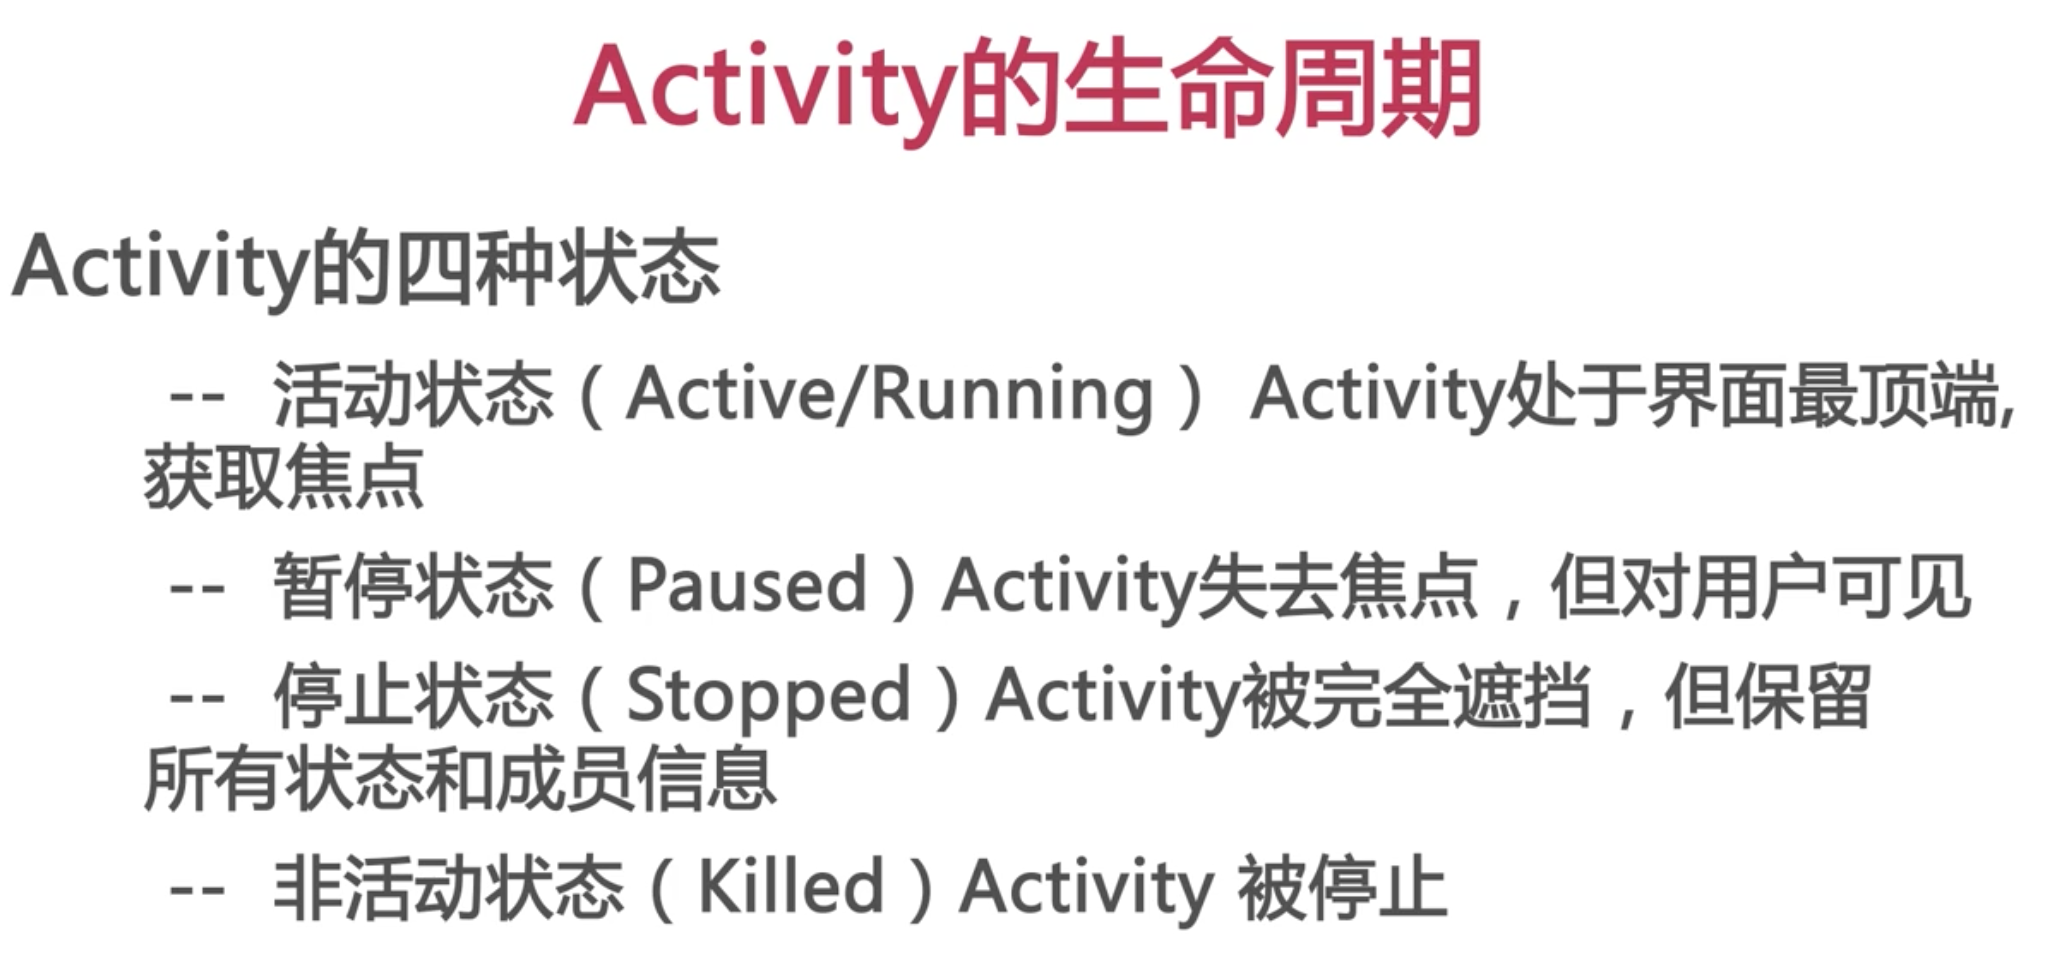 Activity的生命周期
Activity的四种状态
-- 活动状态（Active/Running） Activity处于界面最顶端,
获取焦点
-- 暂停状态（Paused）Activity失去焦点，但对用户可见
-- 停止状态（Stopped）Activity被完全遮挡，但保留
所有状态和成员信息
-- 非活动状态（Killed）Activity 被停止